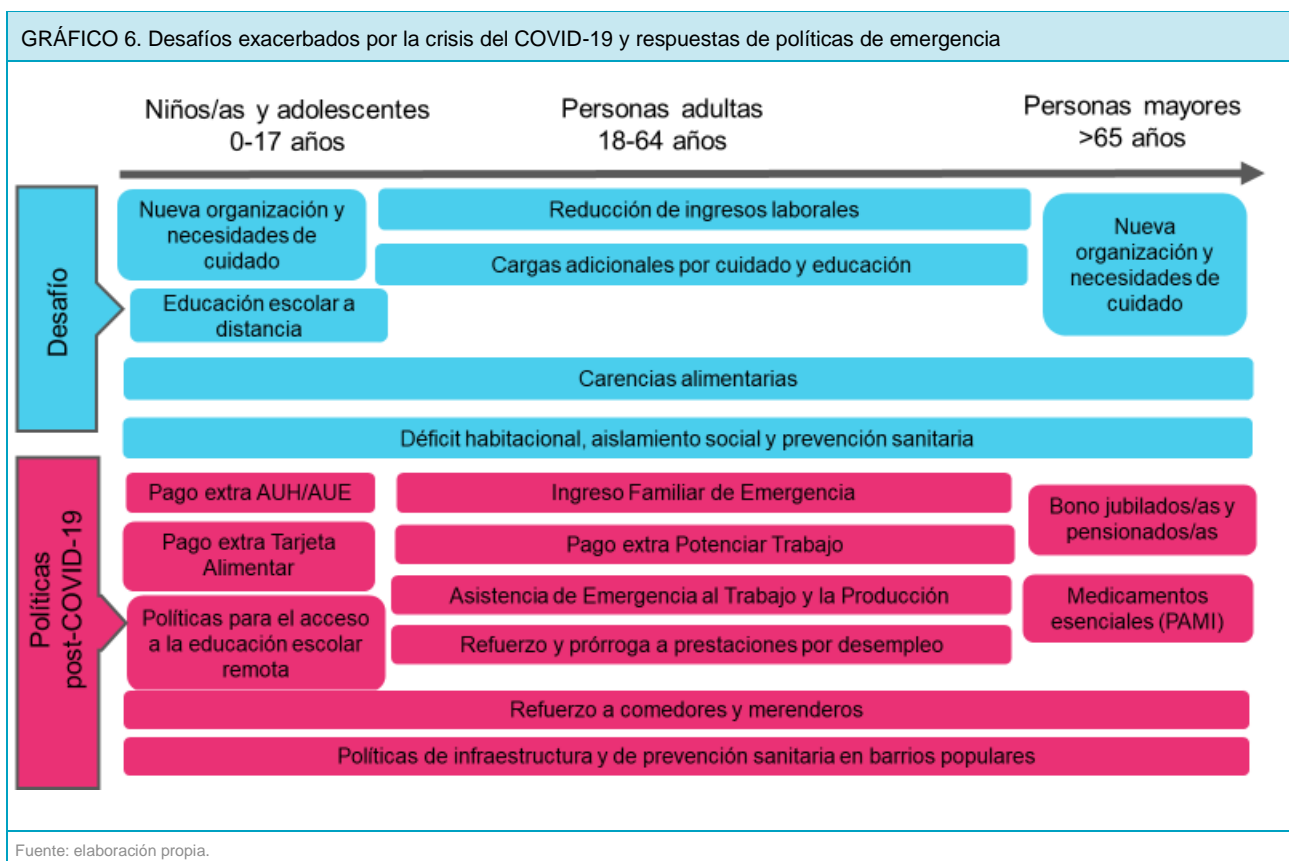 GRÁFICO 6. Desafíos exacerbados por la crisis del COVID-19 y respuestas de políticas de emergencia
Niños/as y adolescentes
0-17 años
Personas adultas
18-64 años
Personas mayores
>65 años
Desafío
Nueva organización y
necesidades de
cuidado
Educación escolar a
distancia
Reducción de ingresos laborales
Cargas adicionales por cuidado y educación
Nueva
organización y
necesidades de
cuidado
Carencias alimentarias
Déficit habitacional, aislamiento social y prevención sanitaria
Políticas
post-COVID-19
Pago extra AUH/AUE
Pago extra Tarjeta
Alimentar
Políticas para el acceso
a la educación escolar
remota
Ingreso Familiar de Emergencia
Pago extra Potenciar Trabajo
Asistencia de Emergencia al Trabajo y la Producción
Refuerzo y prórroga a prestaciones por desempleo
Bono jubilados/as y
pensionados/as
Medicamentos
esenciales (PAMI)
Refuerzo a comedores y merenderos
Políticas de infraestructura y de prevención sanitaria en barrios populares
Fuente: elaboración propia.